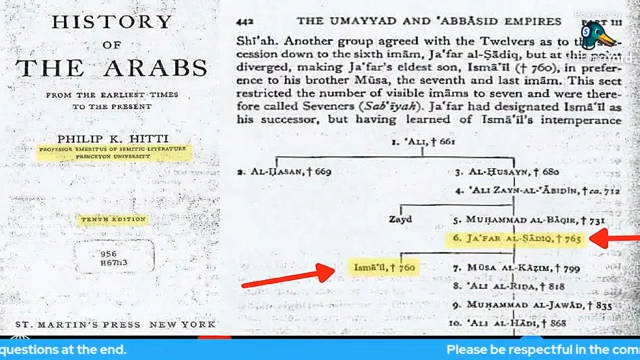 HISTORY
OF
THE ARABS
FROM THE EARLIEST TIMES
TO THE PRESENT
PHILIP K. HITTI
PROFESSOR EMERITUS OF SEMITIC LITERATURE
PRINCETON UNIVERSITY
TENTH EDITION
956
H67h3
ST. MARTIN'S PRESS NEW YORK
442 THE UMAYYAD AND ‘ABBĀSID EMPIRES PART III
Shī‘ah. Another group agreed with the Twelvers as to
cession down to the sixth imām, Ja‘far al-Ṣādiq, but at this po
diverged, making Ja‘far's eldest son, Ismā‘īl († 760), in prefer-
ence to his brother Mūsa, the seventh and last imām. This sect
restricted the number of visible imāms to seven and were there-
fore called Seveners (Sab‘īyah). Ja‘far had designated Ismā‘īl as
his successor, but having learned of Ismā‘īl's intemperance
1. ‘ALI, † 661
2. AL-ḤASAN, † 669 3. AL-ḤUSAYN, † 680
4. ‘ALI ZAYN-AL-‘ĀBIDĪN, † ca. 712
Zayd 5. MUḤAMMAD AL-BĀQIR, † 731
6. JA‘FAR AL-ṢĀDIQ, † 765
Ismā‘īl, † 760 7. MŪSA AL-KĀẒIM, † 799
8. ‘ALI AL-RIḌA, † 818
9. MUḤAMMAD AL-JAWĀD, † 835
10. ‘ALI AL-HĀDI, † 868
questions at the end. Please be respectful in the com